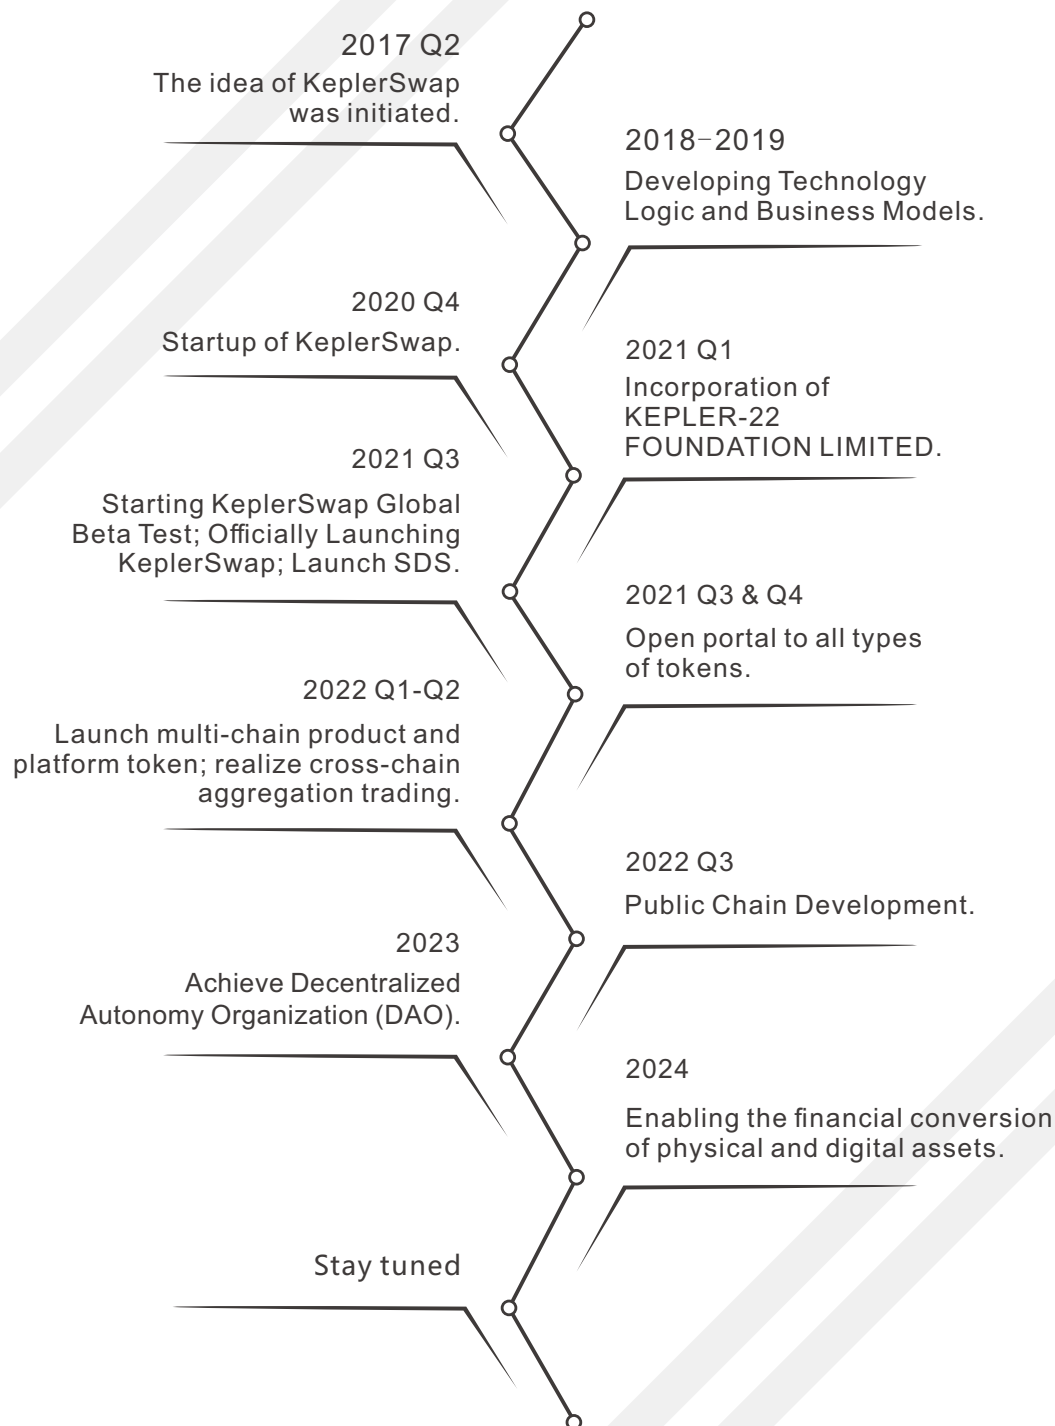 2017 Q2
The idea of KeplerSwap
was initiated.
2018-2019
Developing Technology
Logic and Business Models.
2020 Q4
Startup of KeplerSwap.
2021 Q1
Incorporation of
KEPLER-22
FOUNDATION LIMITED.
2021 Q3
Starting KeplerSwap Global
Beta Test; Officially Launching
KeplerSwap; Launch SDS.
2021 Q3 & Q4
Open portal to all types
of tokens.
2022 Q1-Q2
Launch multi-chain product and
platform token; realize cross-chain
aggregation trading.
2022 Q3
Public Chain Development.
2023
Achieve Decentralized
Autonomy Organization (DAO).
2024
Enabling the financial conversion
of physical and digital assets.
Stay tuned